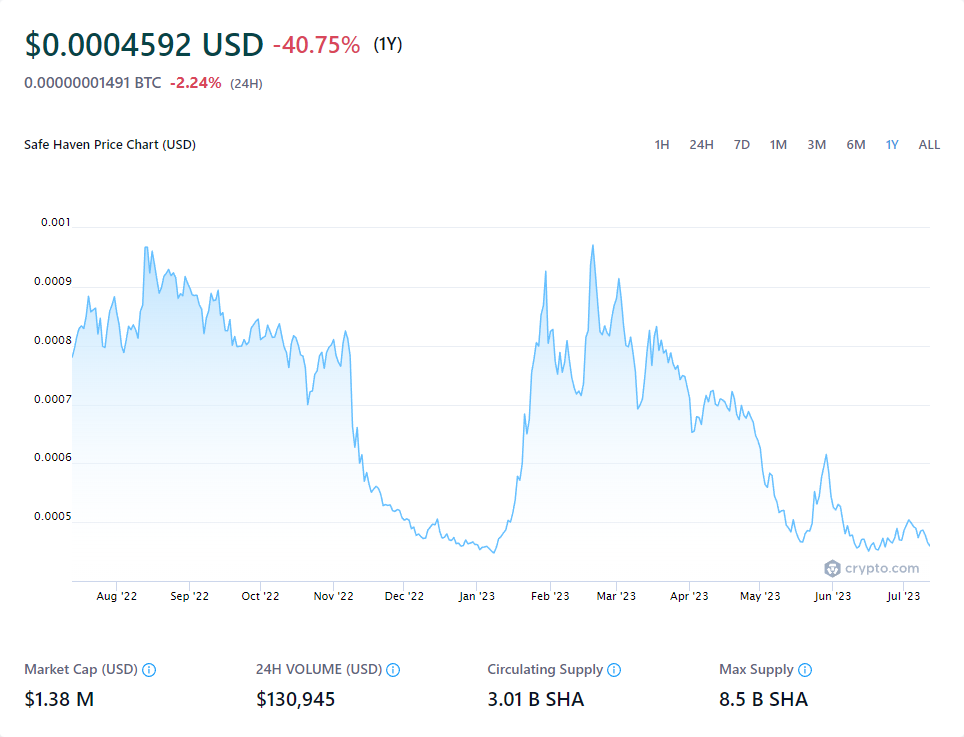 $0.0004592 USD -40.75% (1Y)
0.00000001491 BTC -2.24% (24H)
Safe Haven Price Chart (USD) 1H 24H 7D 1M 3M 6M 1Y ALL
0.001
0.0009
0.0008
0.0007
0.0006
0.0005
crypto.com
Aug '22 Sep '22 Oct '22 Nov '22 Dec '22 Jan '23 Feb '23 Mar '23 Apr '23 May '23 Jun '23 Jul '23
Market Cap (USD) 24H VOLUME (USD) Circulating Supply Max Supply
$1.38 M $130,945 3.01 B SHA 8.5 B SHA